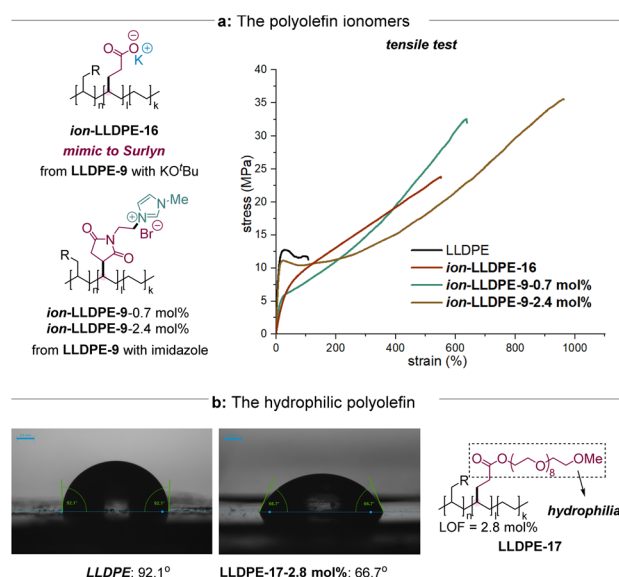 a: The polyolefin ionomers
O
O
⊖
K
⊕
R
n
l
k
ion-LLDPE-16
mimic to Surlyn
from LLDPE-9 with KOᵗBu
N
N
Me
⊕
Br⊖
O
N
O
R
n
l
k
ion-LLDPE-9-0.7 mol%
ion-LLDPE-9-2.4 mol%
from LLDPE-9 with imidazole
tensile test
stress (MPa)
40
35
30
25
20
15
10
5
0
LLDPE
ion-LLDPE-16
ion-LLDPE-9-0.7 mol%
ion-LLDPE-9-2.4 mol%
0 200 400 600 800 1000
strain (%)
b: The hydrophilic polyolefin
92.1° 92.1°
LLDPE: 92.1°
66.7° 66.7°
LLDPE-17-2.8 mol%: 66.7°
O
O
O
8
OMe
R
n
l
k
hydrophilia
LOF = 2.8 mol%
LLDPE-17